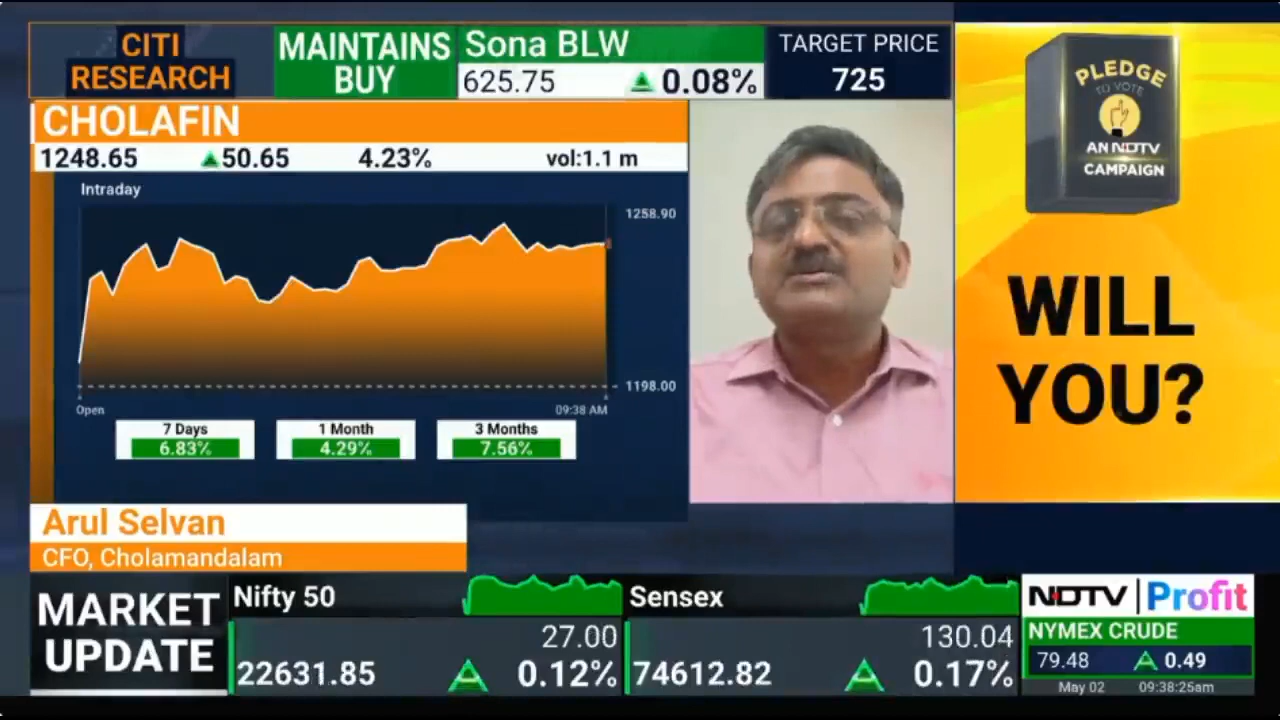 CITI
RESEARCH
MAINTAINS
BUY
Sona BLW
625.75 0.08%
TARGET PRICE
725
CHOLAFIN
1248.65 50.65 4.23% vol:1.1 m
Intraday
1258.90
1198.00
Open 09:38 AM
7 Days
6.83%
1 Month
4.29%
3 Months
7.56%
PLEDGE
TO VOTE
AN NDTV
CAMPAIGN
WILL
YOU?
Arul Selvan
CFO, Cholamandalam
MARKET
UPDATE
Nifty 50
27.00
22631.85 0.12%
Sensex
130.04
74612.82 0.17%
NDTV Profit
NYMEX CRUDE
79.48 0.49
May 02 09:38:25am